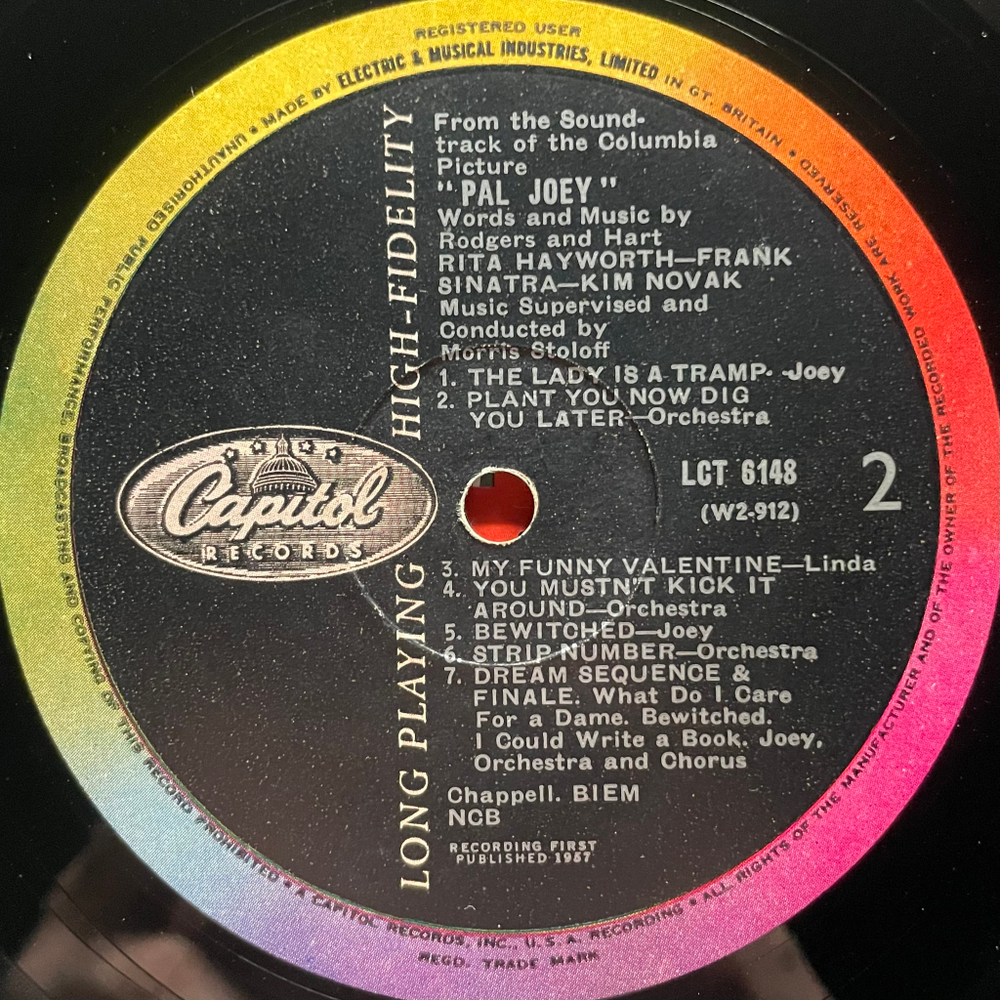 REGISTERED USER
UNAUTHORISED PUBLIC PERFORMANCE, BROADCASTING AND COPYING OF THIS RECORD PROHIBITED • A CAPITOL RECORDS, INC., U.S.A. RECORDING • ALL RIGHTS OF THE MANUFACTURER AND OF THE OWNER OF THE RECORDED WORK ARE RESERVED • MADE BY ELECTRIC & MUSICAL INDUSTRIES, LIMITED IN GT. BRITAIN •
REGD. TRADE MARK
LONG PLAYING HIGH-FIDELITY
Capitol
RECORDS
From the Sound-
track of the Columbia
Picture
"PAL JOEY"
Words and Music by
Rodgers and Hart
RITA HAYWORTH—FRANK
SINATRA—KIM NOVAK
Music Supervised and
Conducted by
Morris Stoloff
1. THE LADY IS A TRAMP--Joey
2. PLANT YOU NOW DIG
YOU LATER—Orchestra
LCT 6148
(W2-912)
2
3. MY FUNNY VALENTINE—Linda
4. YOU MUSTN'T KICK IT
AROUND—Orchestra
5. BEWITCHED—Joey
6. STRIP NUMBER—Orchestra
7. DREAM SEQUENCE &
FINALE. What Do I Care
For a Dame. Bewitched.
I Could Write a Book. Joey,
Orchestra and Chorus
Chappell. BIEM
NCB
RECORDING FIRST
PUBLISHED 1957